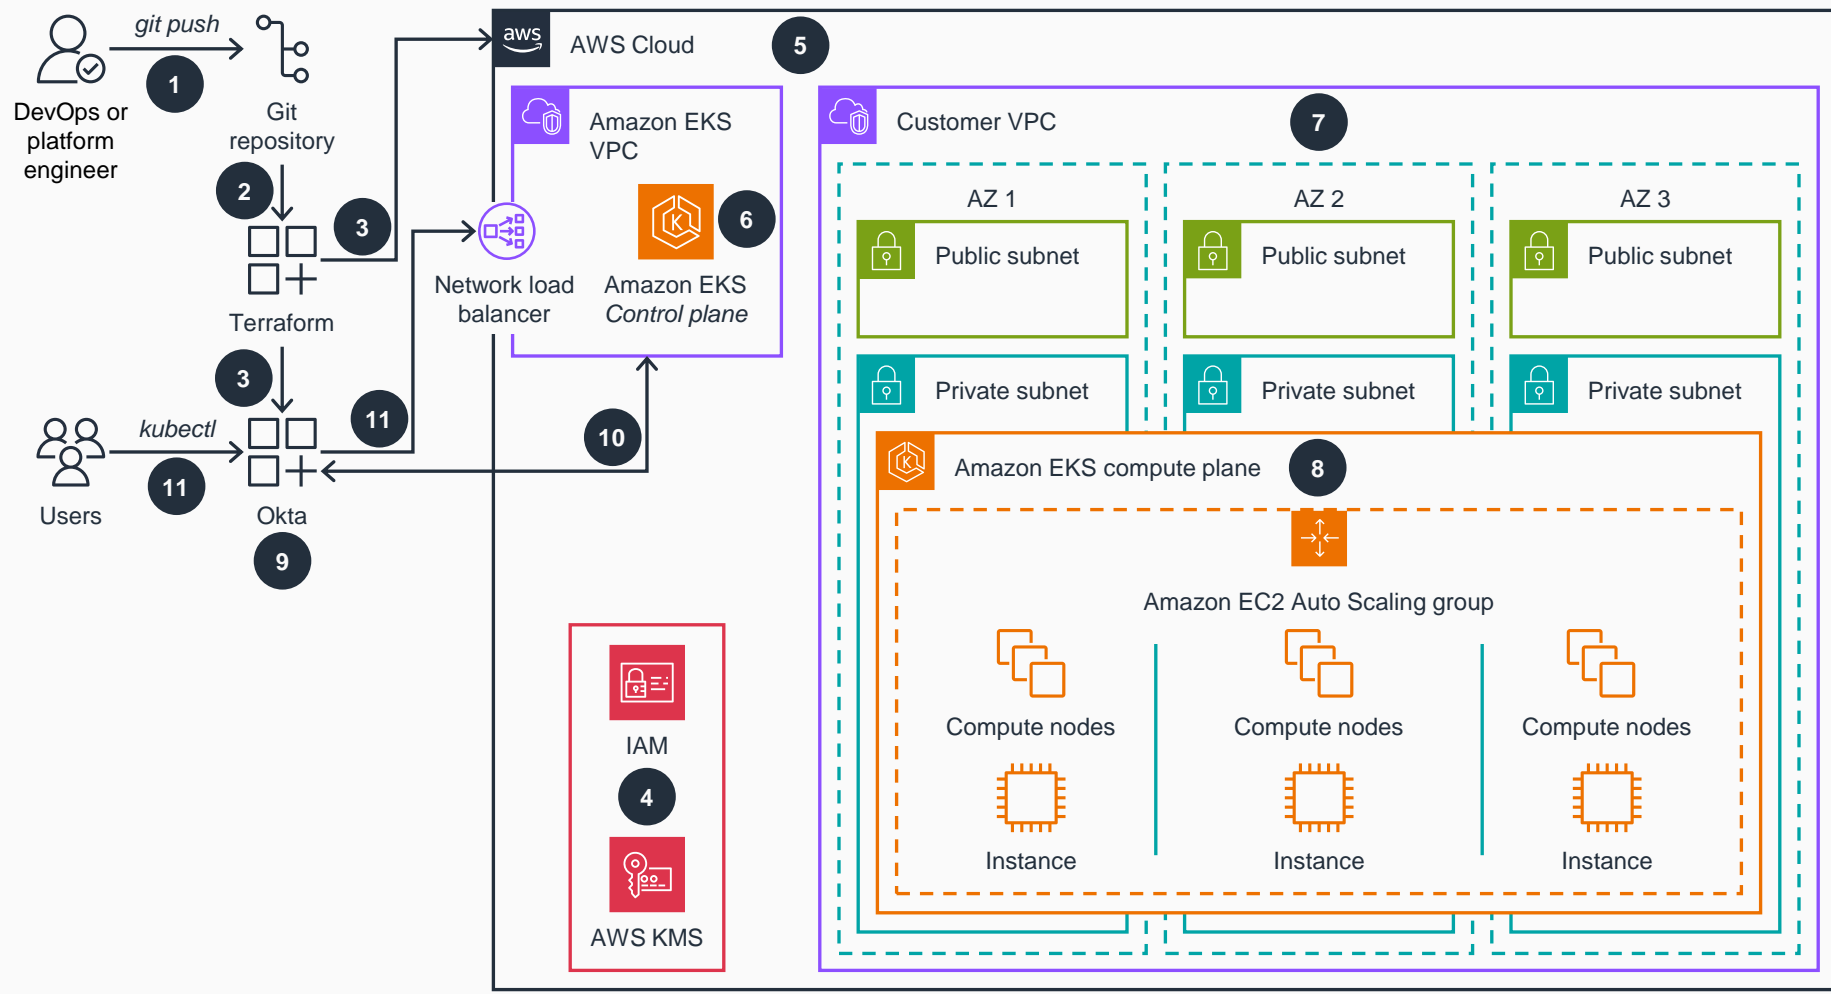 git push
1
DevOps or
platform
engineer
Git
repository
2
3
Terraform
3
kubectl
11
11
Users
Okta
9
10
aws
AWS Cloud
5
Amazon EKS
VPC
K
6
Network load
balancer
Amazon EKS
Control plane
IAM
4
AWS KMS
Customer VPC
7
AZ 1
AZ 2
AZ 3
Public subnet
Public subnet
Public subnet
Private subnet
Private subnet
Private subnet
K
Amazon EKS compute plane
8
Amazon EC2 Auto Scaling group
Compute nodes
Compute nodes
Compute nodes
Instance
Instance
Instance